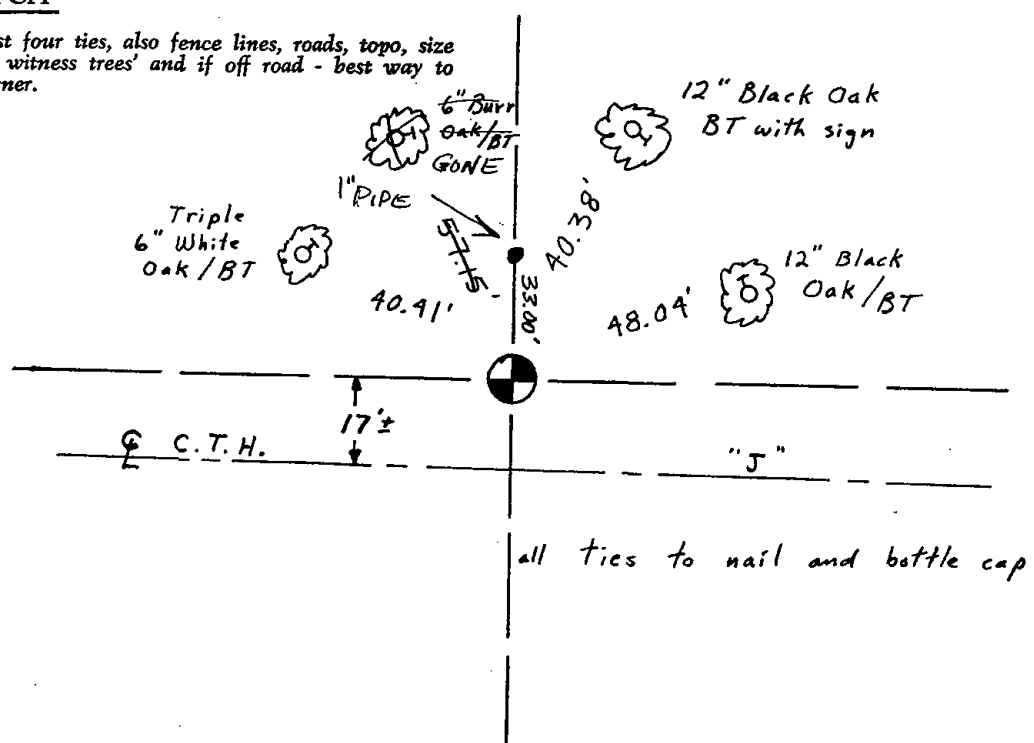 st four ties, also fence lines, roads, topo, size
witness trees' and if off road - best way to
ner.
6" Burr
Oak/BT
GONE
12" Black Oak
BT with sign
1" PIPE
Triple
6" White
Oak/BT
57.15'
40.38'
33.00'
12" Black
Oak/BT
40.41'
48.04'
17'±
℄ C.T.H.
"J"
all ties to nail and bottle cap